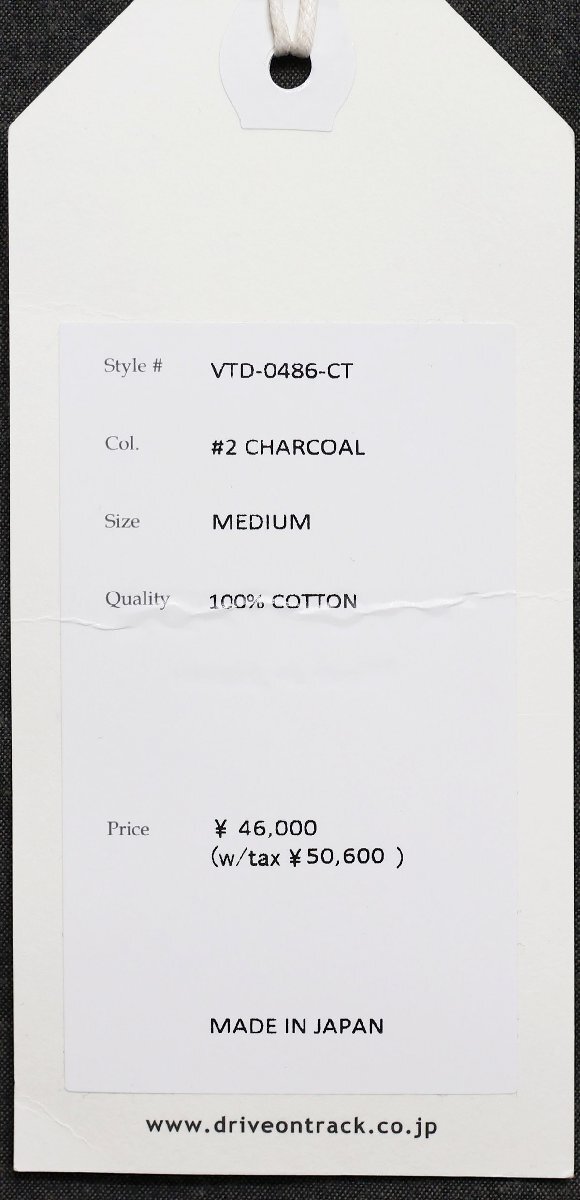 Style # VTD-0486-CT
Col. #2 CHARCOAL
Size MEDIUM
Quality 100% COTTON
Price ¥ 46,000
(w/tax ¥50,600 )
MADE IN JAPAN
www.driveontrack.co.jp